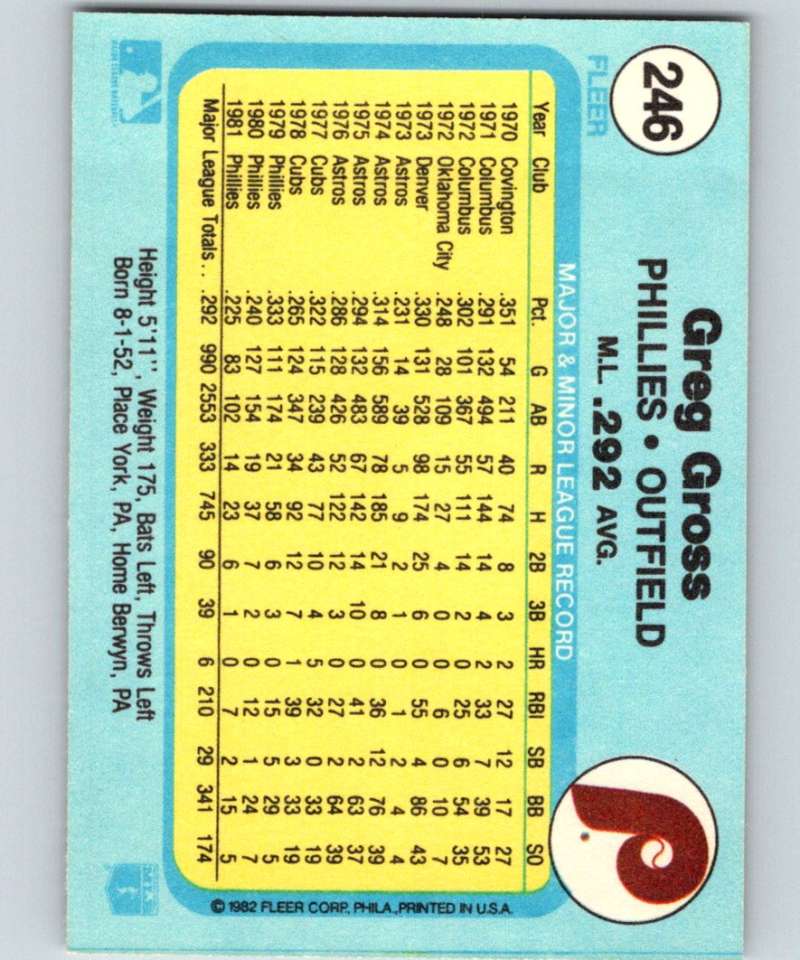 246
FLEER
Greg Gross
PHILLIES • OUTFIELD
M.L. .292 AVG.
MAJOR & MINOR LEAGUE RECORD
Year Club Pct. G AB R H 2B 3B HR RBI SB BB SO
1970 Covington .351 54 211 40 74 8 3 2 27 12 17 27
1971 Columbus .291 132 494 57 144 14 4 2 33 7 39 53
1972 Columbus .302 101 367 55 111 14 2 0 25 6 54 35
1972 Oklahoma City .248 28 109 15 27 4 0 0 6 0 10 7
1973 Denver .330 131 528 98 174 25 6 0 55 4 86 43
1973 Astros .231 14 39 5 9 2 1 0 1 2 4 4
1974 Astros .314 156 589 78 185 21 8 0 36 12 76 39
1975 Astros .294 132 483 67 142 14 10 0 41 2 63 37
1976 Astros .286 128 426 52 122 12 3 0 27 2 64 39
1977 Cubs .322 115 239 43 77 10 4 5 32 0 33 19
1978 Cubs .265 124 347 34 92 12 7 1 39 3 33 19
1979 Phillies .333 111 174 21 58 6 3 0 15 5 29 5
1980 Phillies .240 127 154 19 37 7 2 0 12 1 24 7
1981 Phillies .225 83 102 14 23 6 1 0 7 2 15 5
Major League Totals . . .292 990 2553 333 745 90 39 6 210 29 341 174
Height 5'11", Weight 175, Bats Left, Throws Left
Born 8-1-52, Place York, PA, Home Berwyn, PA
© 1982 FLEER CORP., PHILA., PRINTED IN U.S.A.
P